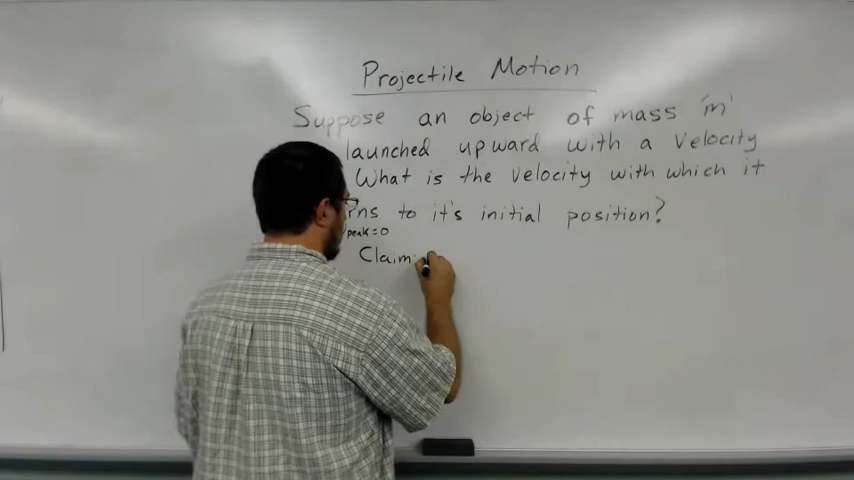 Projectile Motion
Suppose an object of mass 'm'
launched upward with a velocity
What is the velocity with which it
to it's initial position?
peak = 0
Claim: